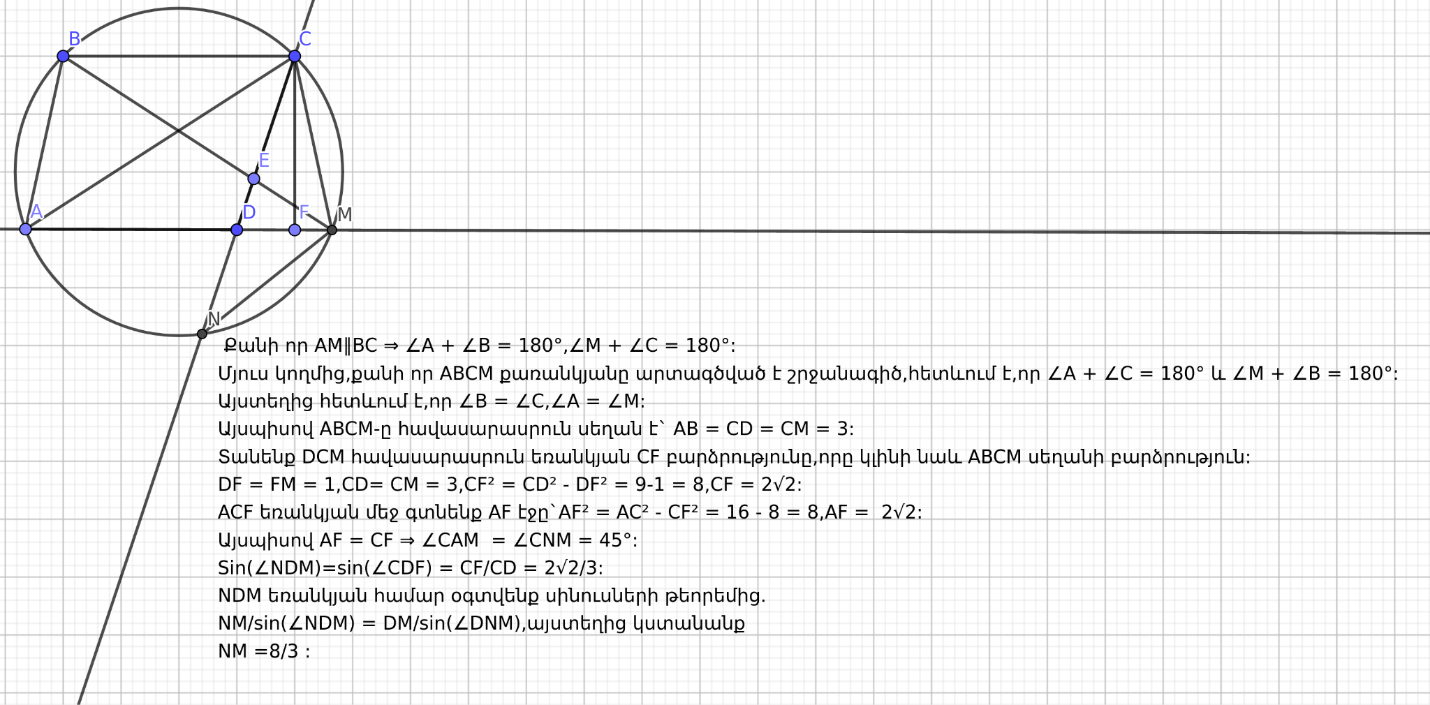 B
C
E
A
D
F
M
N
Քանի որ AM∥BC ⇒ ∠A + ∠B = 180°,∠M + ∠C = 180°:
Մյուս կողմից,քանի որ ABCM քառանկյանը արտագծված է շրջանագիծ,հետևում է,որ ∠A + ∠C = 180° և ∠M + ∠B = 180°:
Այստեղից հետևում է,որ ∠B = ∠C,∠A = ∠M:
Այսպիսով ABCM-ը հավասարասրուն սեղան է` AB = CD = CM = 3:
Տանենք DCM հավասարասրուն եռանկյան CF բարձրությունը,որը կլինի նաև ABCM սեղանի բարձրություն:
DF = FM = 1,CD= CM = 3,CF² = CD² - DF² = 9-1 = 8,CF = 2√2:
ACF եռանկյան մեջ գտնենք AF էջը`AF² = AC² - CF² = 16 - 8 = 8,AF =  2√2:
Այսպիսով AF = CF ⇒ ∠CAM  = ∠CNM = 45°:
Sin(∠NDM)=sin(∠CDF) = CF/CD = 2√2/3:
NDM եռանկյան համար օգտվենք սինուսների թեորեմից.
NM/sin(∠NDM) = DM/sin(∠DNM),այստեղից կստանանք
NM =8/3 :